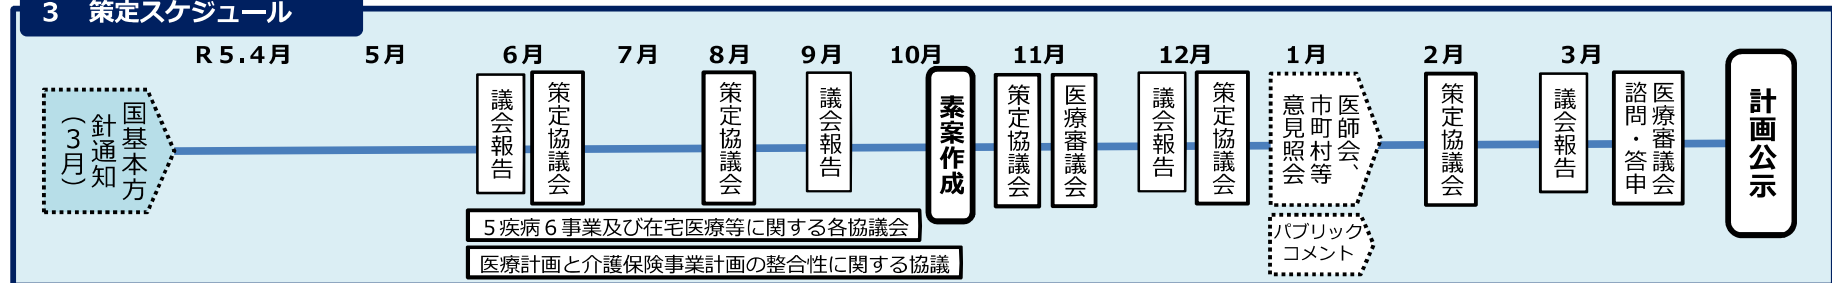 3 策定スケジュール
R5.4月 5月 6月 7月 8月 9月 10月 11月 12月 1月 2月 3月
国基本方
針通知
（3月）
議会報告
策定協議会
策定協議会
議会報告
素案作成
策定協議会
医療審議会
議会報告
策定協議会
医師会、
市町村等
意見照会
策定協議会
議会報告
医療審議会
諮問・答申
計画公示
5疾病6事業及び在宅医療等に関する各協議会
医療計画と介護保険事業計画の整合性に関する協議
パブリック
コメント